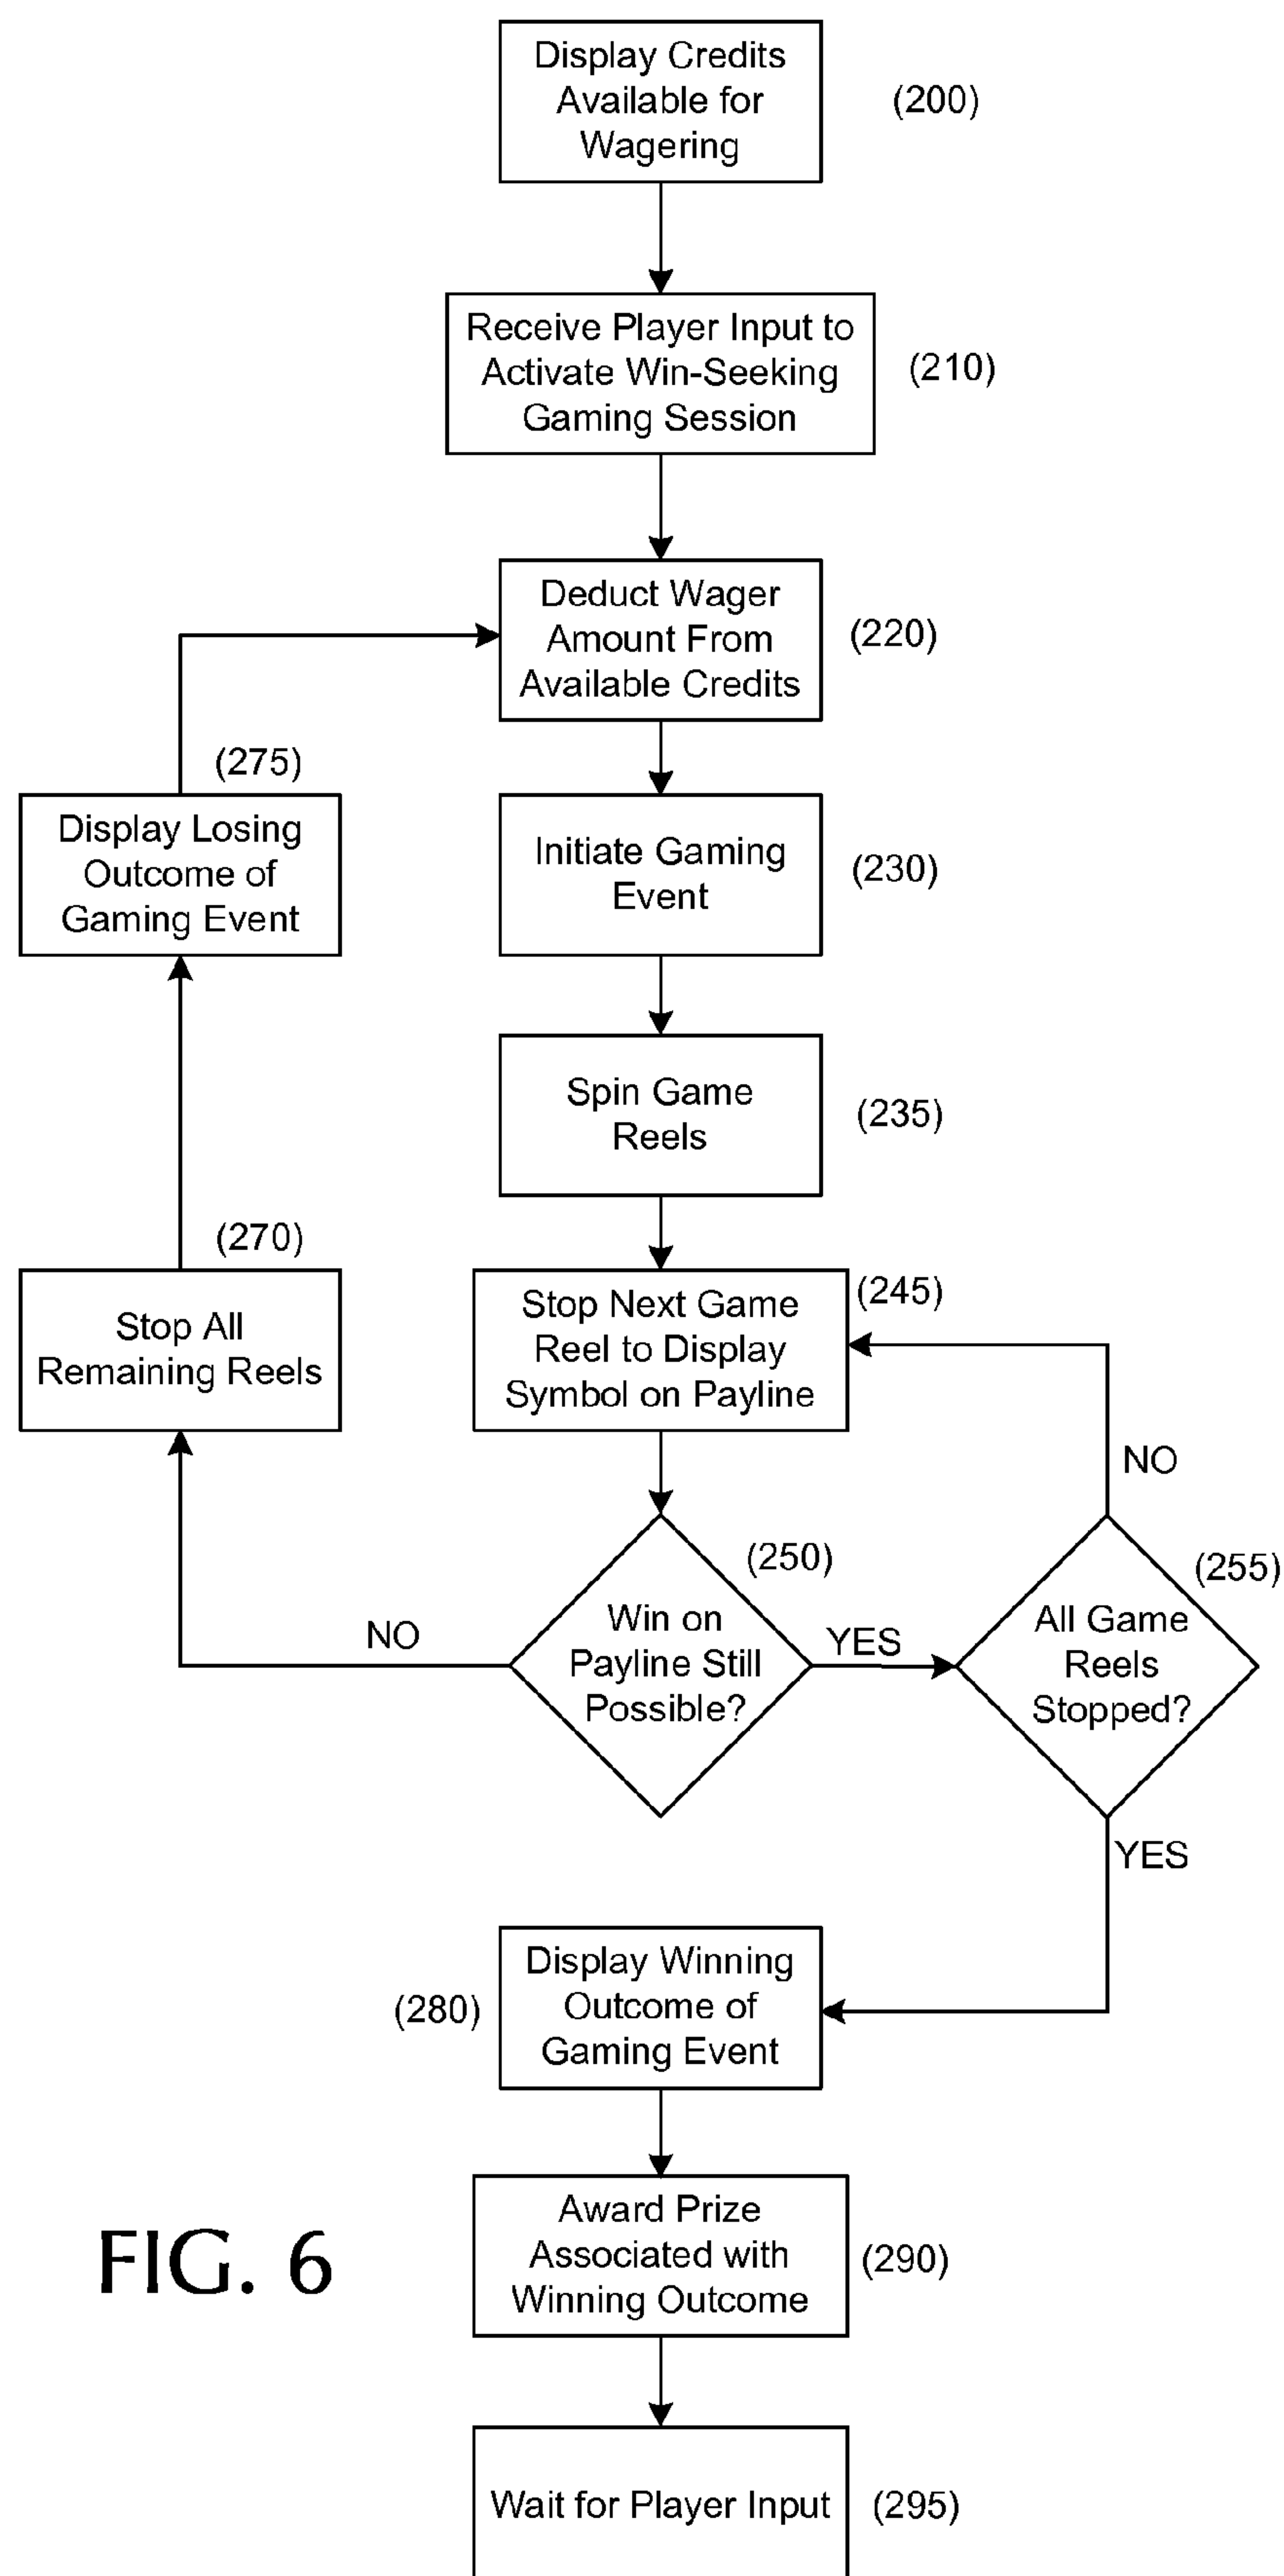 Display Credits
Available for
Wagering
(200)
Receive Player Input to
Activate Win-Seeking
Gaming Session
(210)
Deduct Wager
Amount From
Available Credits
(220)
(275)
Display Losing
Outcome of
Gaming Event
Initiate Gaming
Event
(230)
Spin Game
Reels
(235)
(270)
Stop All
Remaining Reels
Stop Next Game
Reel to Display
Symbol on Payline
(245)
NO
(250)
Win on
Payline Still
Possible?
NO
YES
(255)
All Game
Reels
Stopped?
YES
Display Winning
Outcome of
Gaming Event
(280)
Award Prize
Associated with
Winning Outcome
(290)
FIG. 6
Wait for Player Input
(295)